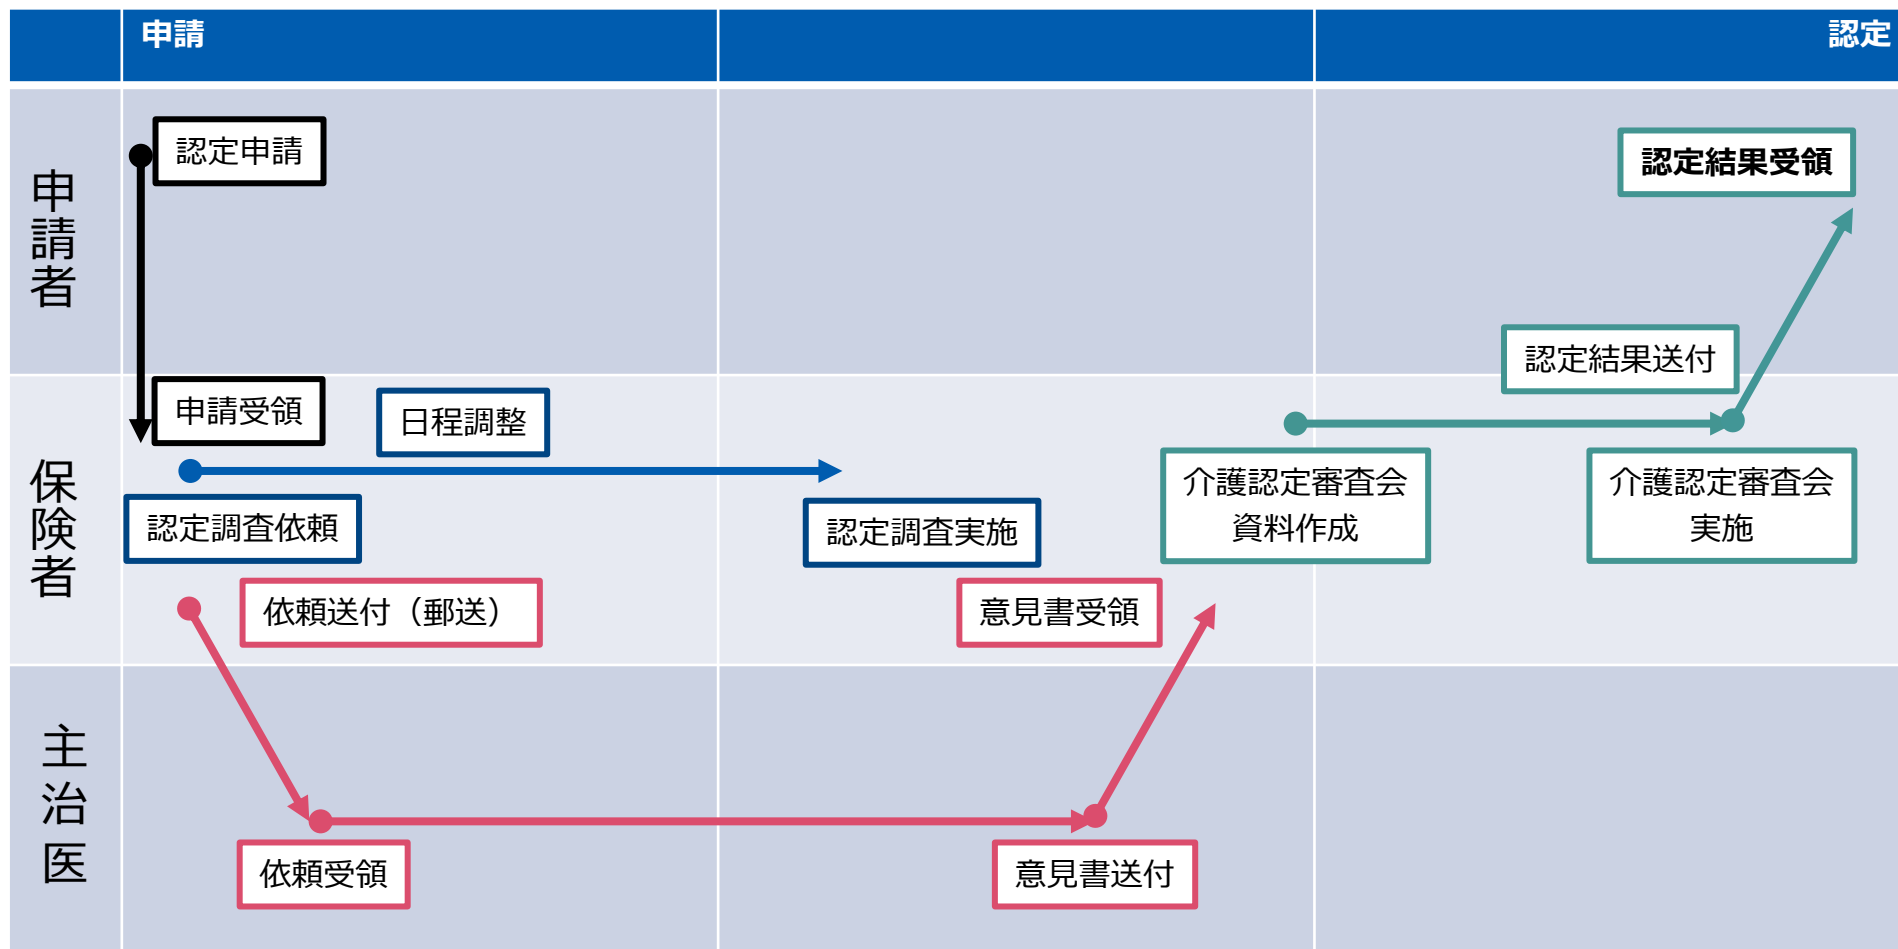 申請
認定
申請者
認定申請
認定結果受領
認定結果送付
保険者
申請受領
日程調整
認定調査依頼
認定調査実施
介護認定審査会
資料作成
介護認定審査会
実施
依頼送付（郵送）
意見書受領
主治医
依頼受領
意見書送付